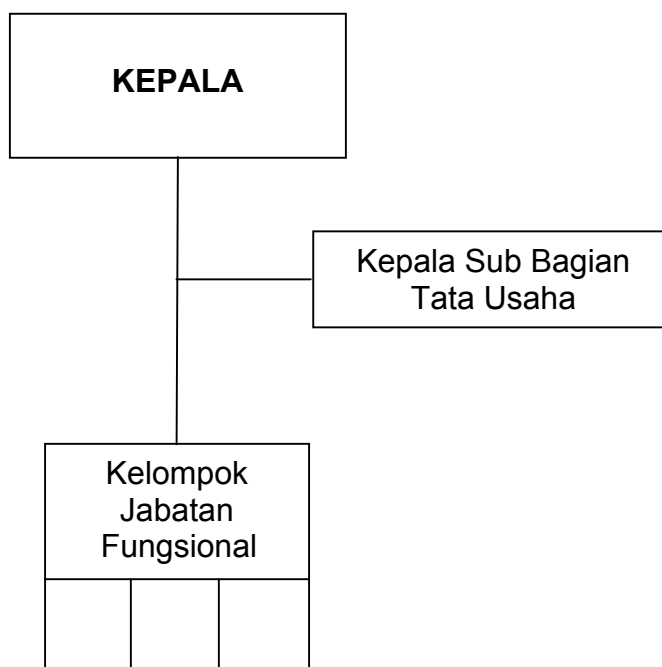 KEPALA
Kepala Sub Bagian
Tata Usaha
Kelompok
Jabatan
Fungsional